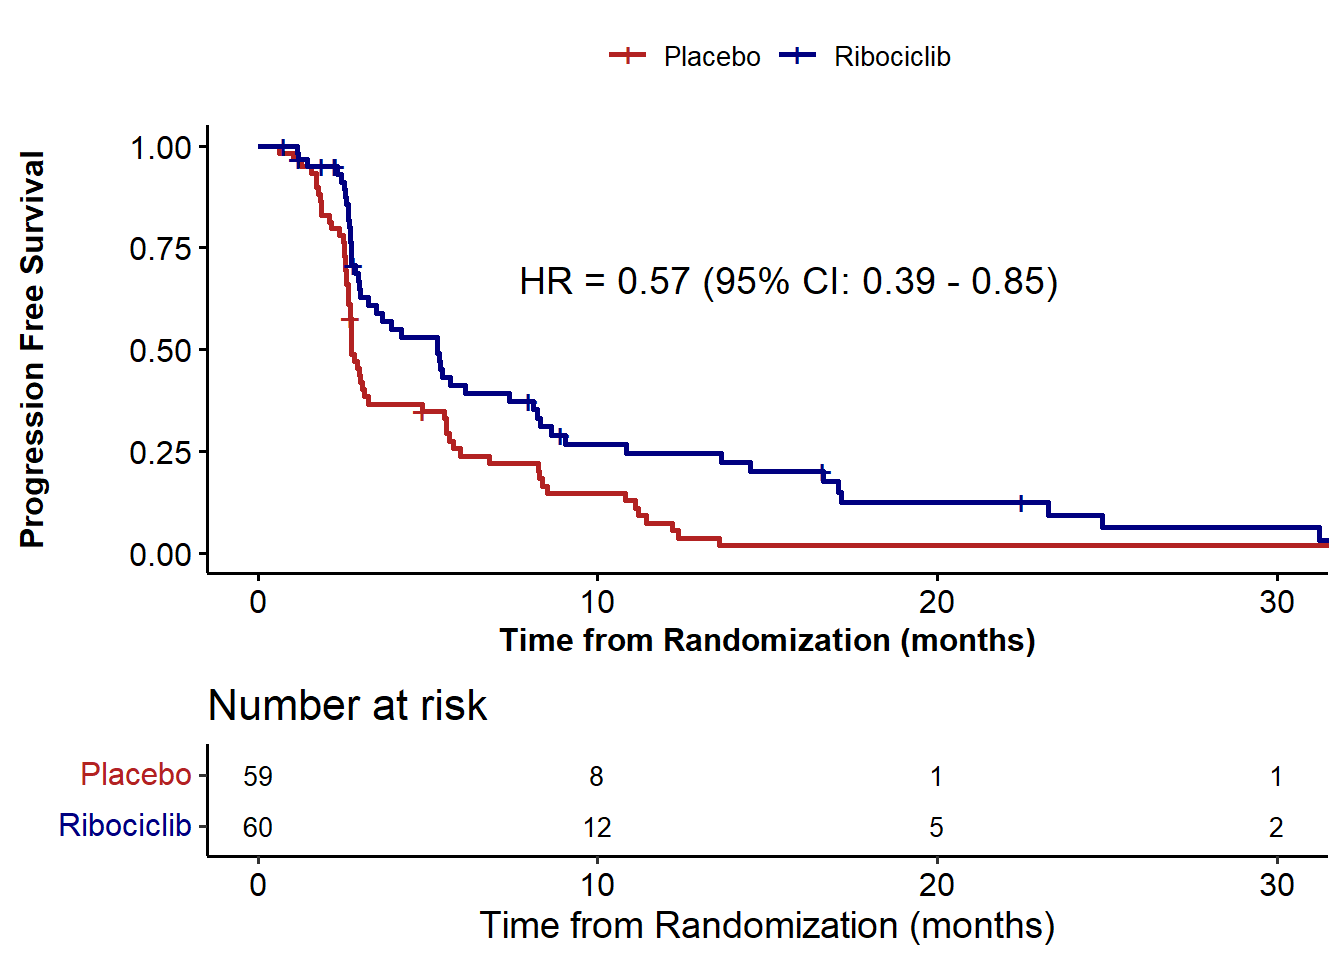 Placebo Ribociclib
Progression Free Survival
1.00
0.75
HR = 0.57 (95% CI: 0.39 - 0.85)
0.50
0.25
0.00
0 10 20 30
Time from Randomization (months)
Number at risk
Placebo 59 8 1 1
Ribociclib 60 12 5 2
0 10 20 30
Time from Randomization (months)